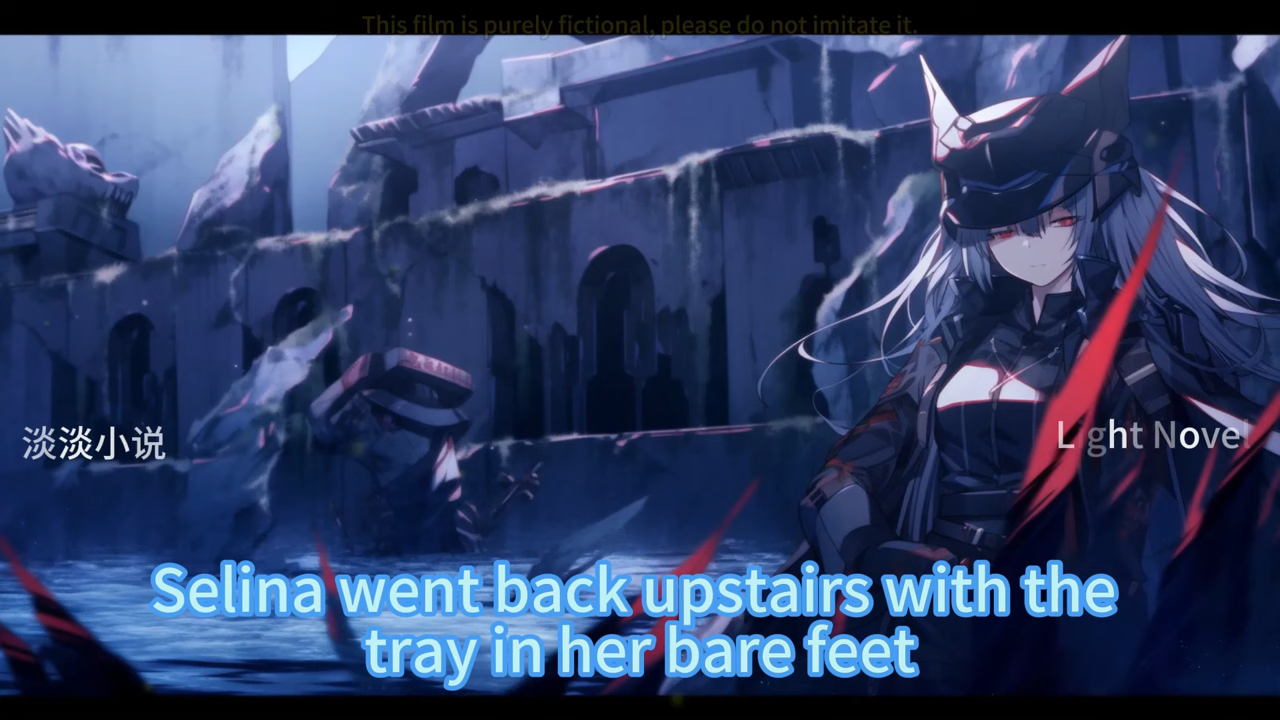 This film is purely fictional, please do not imitate it.
淡淡小说
Light Novel
Selina went back upstairs with the
tray in her bare feet